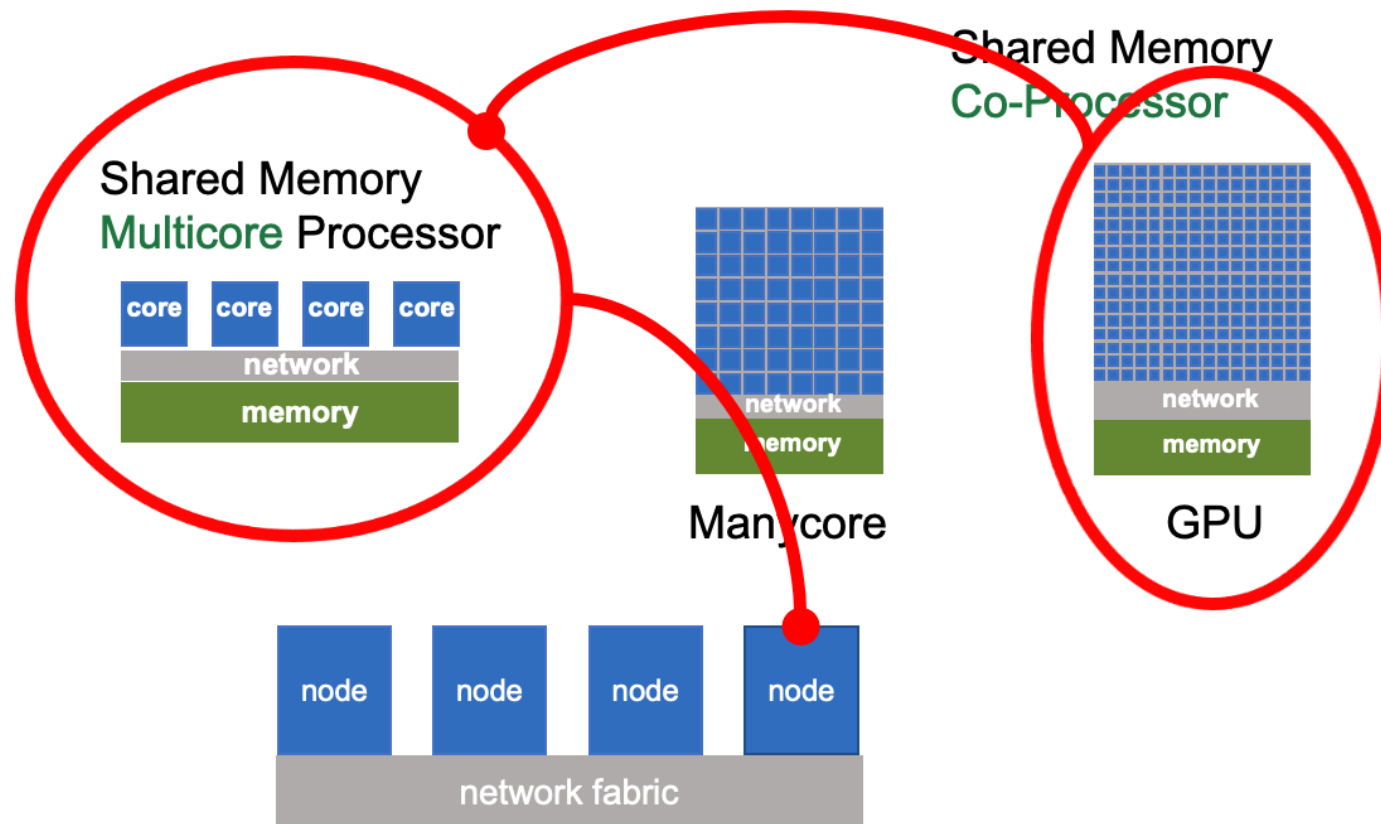 Shared Memory
Co-Processor
Shared Memory
Multicore Processor
core core core core
network
memory
network
memory
Manycore
network
memory
GPU
node node node node
network fabric